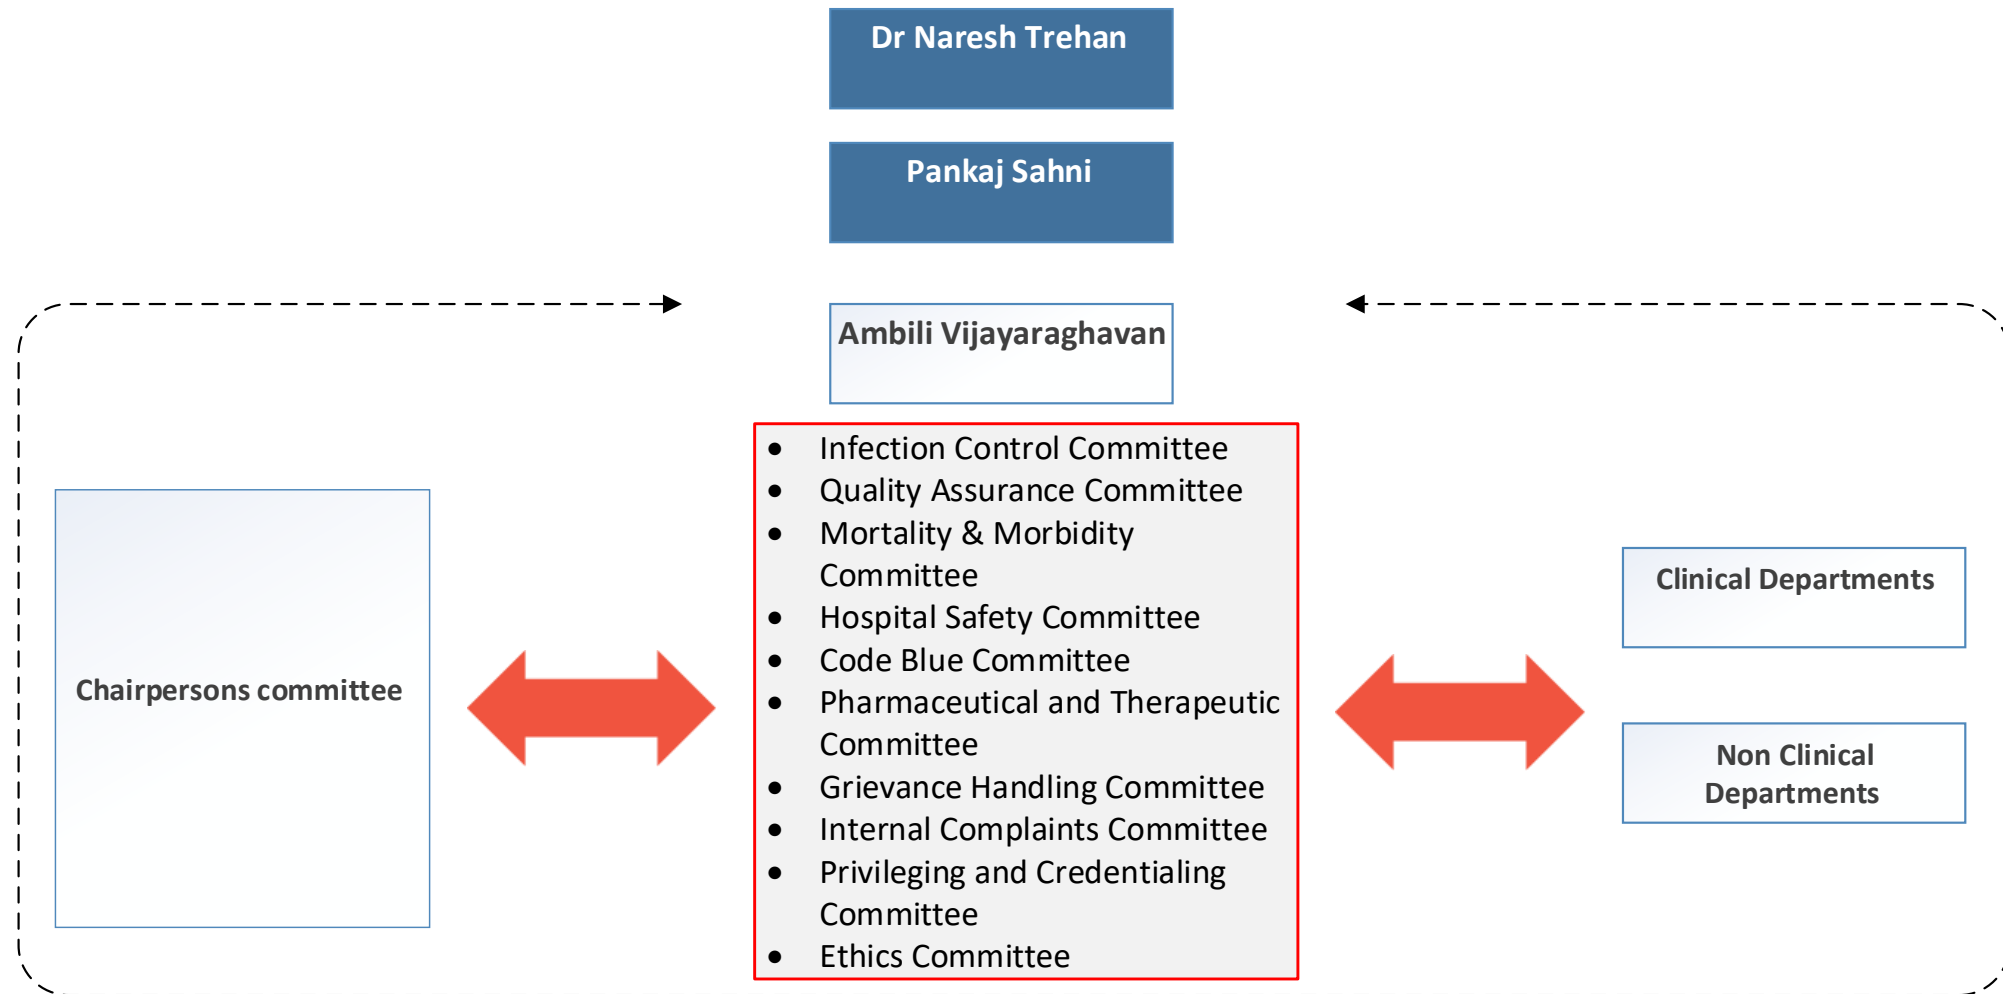 Dr Naresh Trehan
Pankaj Sahni
Ambili Vijayaraghavan
Chairpersons committee
• Infection Control Committee
• Quality Assurance Committee
• Mortality & Morbidity
Committee
• Hospital Safety Committee
• Code Blue Committee
• Pharmaceutical and Therapeutic
Committee
• Grievance Handling Committee
• Internal Complaints Committee
• Privileging and Credentialing
Committee
• Ethics Committee
Clinical Departments
Non Clinical
Departments